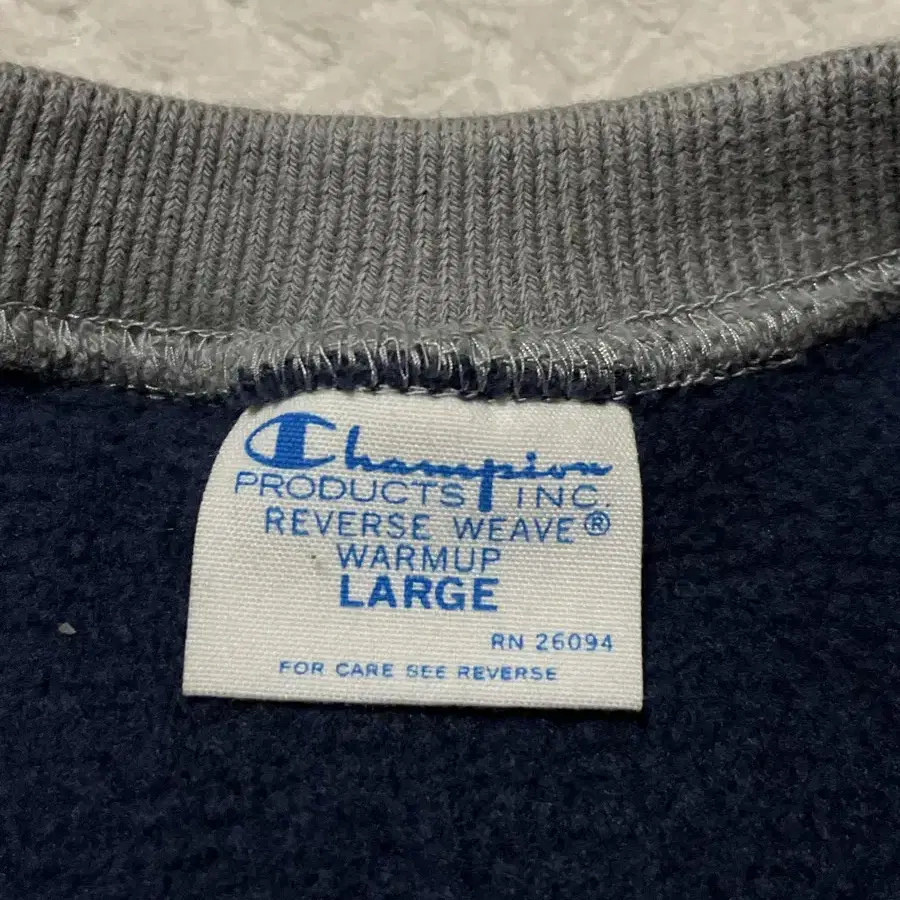 Champion
PRODUCTS INC.
REVERSE WEAVE®
WARMUP
LARGE
RN 26094
FOR CARE SEE REVERSE